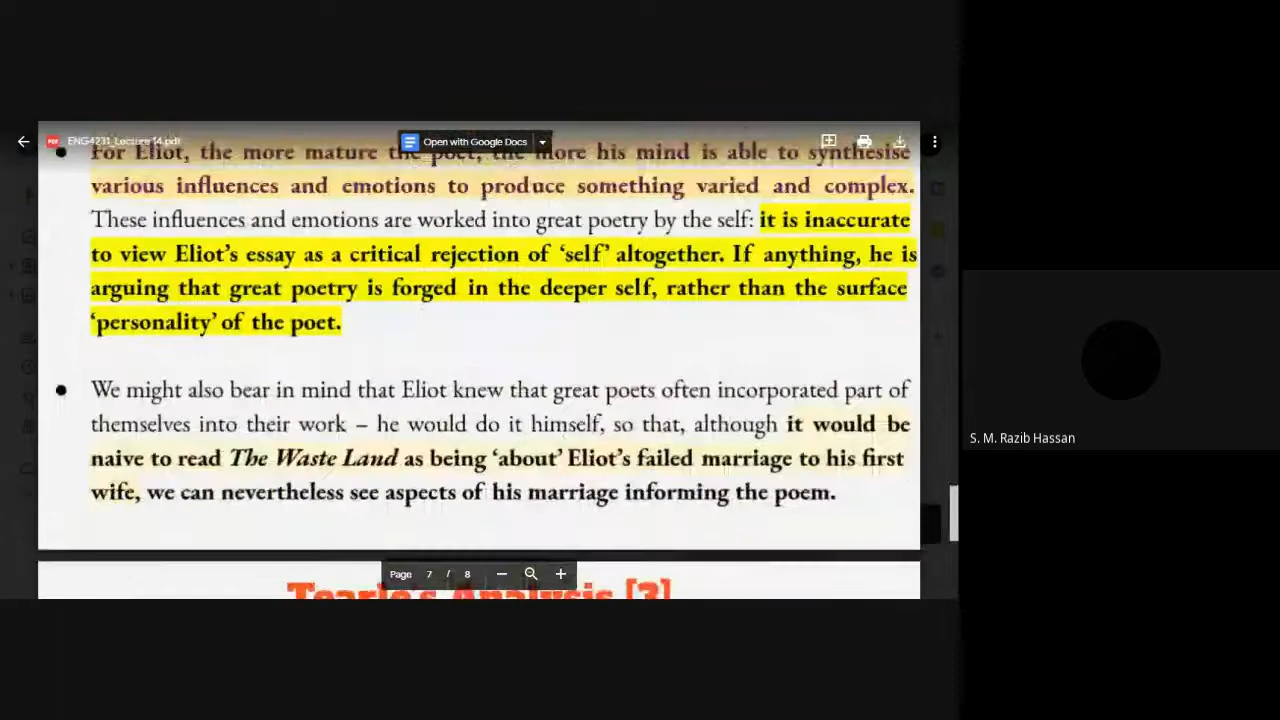 ENG4231_Lecture 14.pdf
Open with Google Docs
For Eliot, the more mature the poet, the more his mind is able to synthesise
various influences and emotions to produce something varied and complex.
These influences and emotions are worked into great poetry by the self: it is inaccurate
to view Eliot's essay as a critical rejection of ‘self’ altogether. If anything, he is
arguing that great poetry is forged in the deeper self, rather than the surface
‘personality’ of the poet.
We might also bear in mind that Eliot knew that great poets often incorporated part of
themselves into their work – he would do it himself, so that, although it would be
naive to read The Waste Land as being ‘about’ Eliot's failed marriage to his first
wife, we can nevertheless see aspects of his marriage informing the poem.
Page 7 / 8
Tearle's Analysis [3]
S. M. Razib Hassan